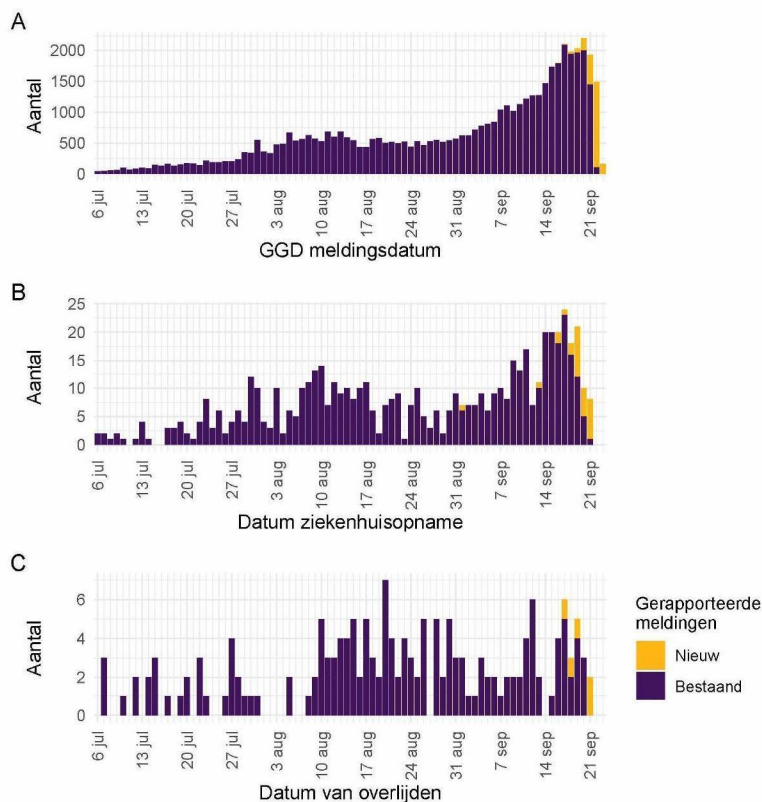 A
Aantal
2000
1500
1000
500
0
6 jul
13 jul
20 jul
27 jul
3 aug
10 aug
17 aug
24 aug
31 aug
7 sep
14 sep
21 sep
GGD meldingsdatum
B
Aantal
25
20
15
10
5
0
6 jul
13 jul
20 jul
27 jul
3 aug
10 aug
17 aug
24 aug
31 aug
7 sep
14 sep
21 sep
Datum ziekenhuisopname
C
Aantal
6
4
2
0
6 jul
13 jul
20 jul
27 jul
3 aug
10 aug
17 aug
24 aug
31 aug
7 sep
14 sep
21 sep
Datum van overlijden
Gerapporteerde
meldingen
Nieuw
Bestaand